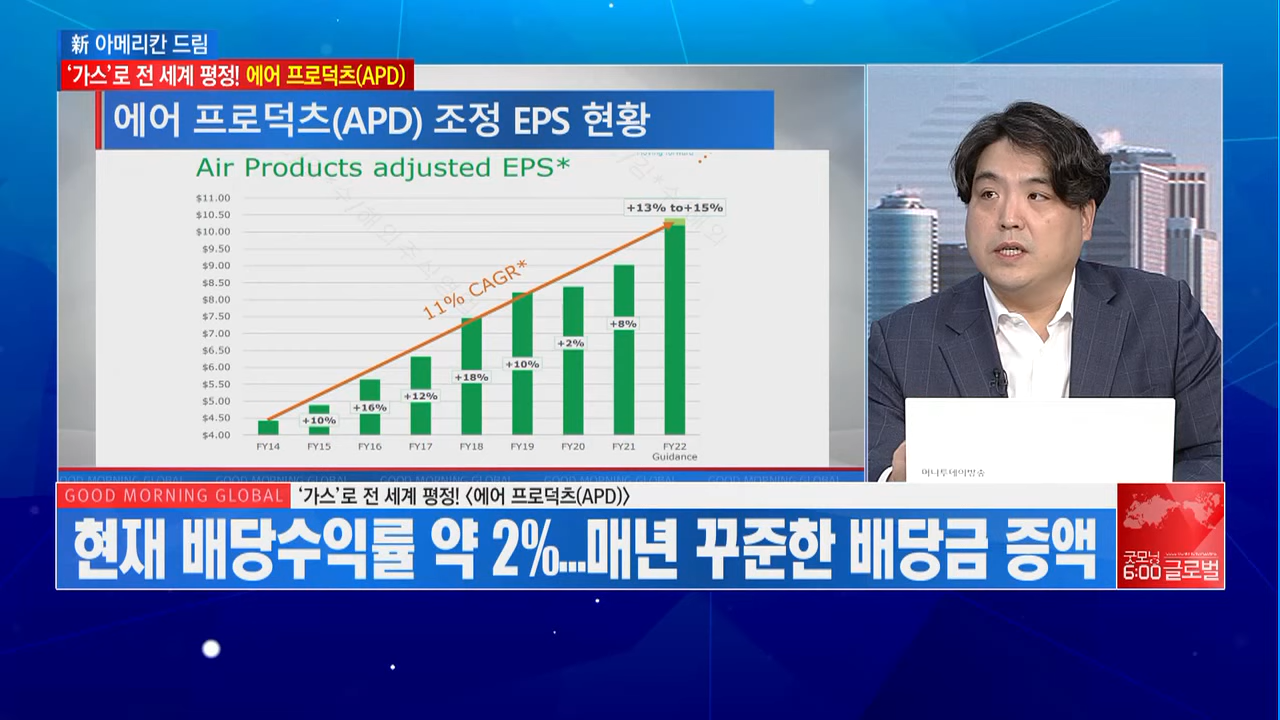 新 아메리칸 드림
‘가스’로 전 세계 평정! 에어 프로덕츠(APD)
에어 프로덕츠(APD) 조정 EPS 현황
Air Products adjusted EPS*
$11.00
$10.50
$10.00
$9.50
$9.00
$8.50
$8.00
$7.50
$7.00
$6.50
$6.00
$5.50
$5.00
$4.50
$4.00
11% CAGR*
+10%
+16%
+12%
+18%
+10%
+2%
+8%
+13% to+15%
FY14 FY15 FY16 FY17 FY18 FY19 FY20 FY21 FY22
Guidance
머니투데이방송
GOOD MORNING GLOBAL
‘가스’로 전 세계 평정! <에어 프로덕츠(APD)>
현재 배당수익률 약 2%...매년 꾸준한 배당금 증액
굿모닝
6:00 글로벌